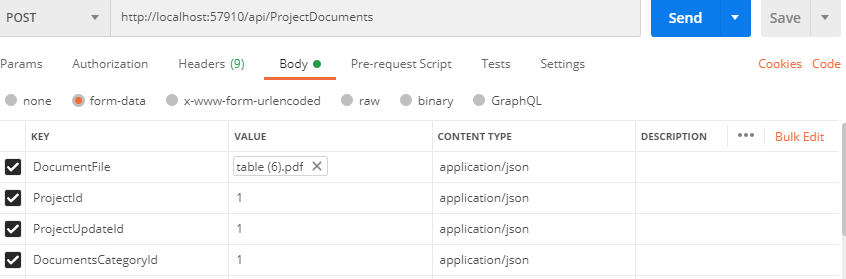 POST http://localhost:57910/api/ProjectDocuments Send Save
Params Authorization Headers (9) Body Pre-request Script Tests Settings Cookies Code
none form-data x-www-form-urlencoded raw binary GraphQL
KEY VALUE CONTENT TYPE DESCRIPTION ••• Bulk Edit
DocumentFile table (6).pdf application/json
ProjectId 1 application/json
ProjectUpdateId 1 application/json
DocumentsCategoryId 1 application/json